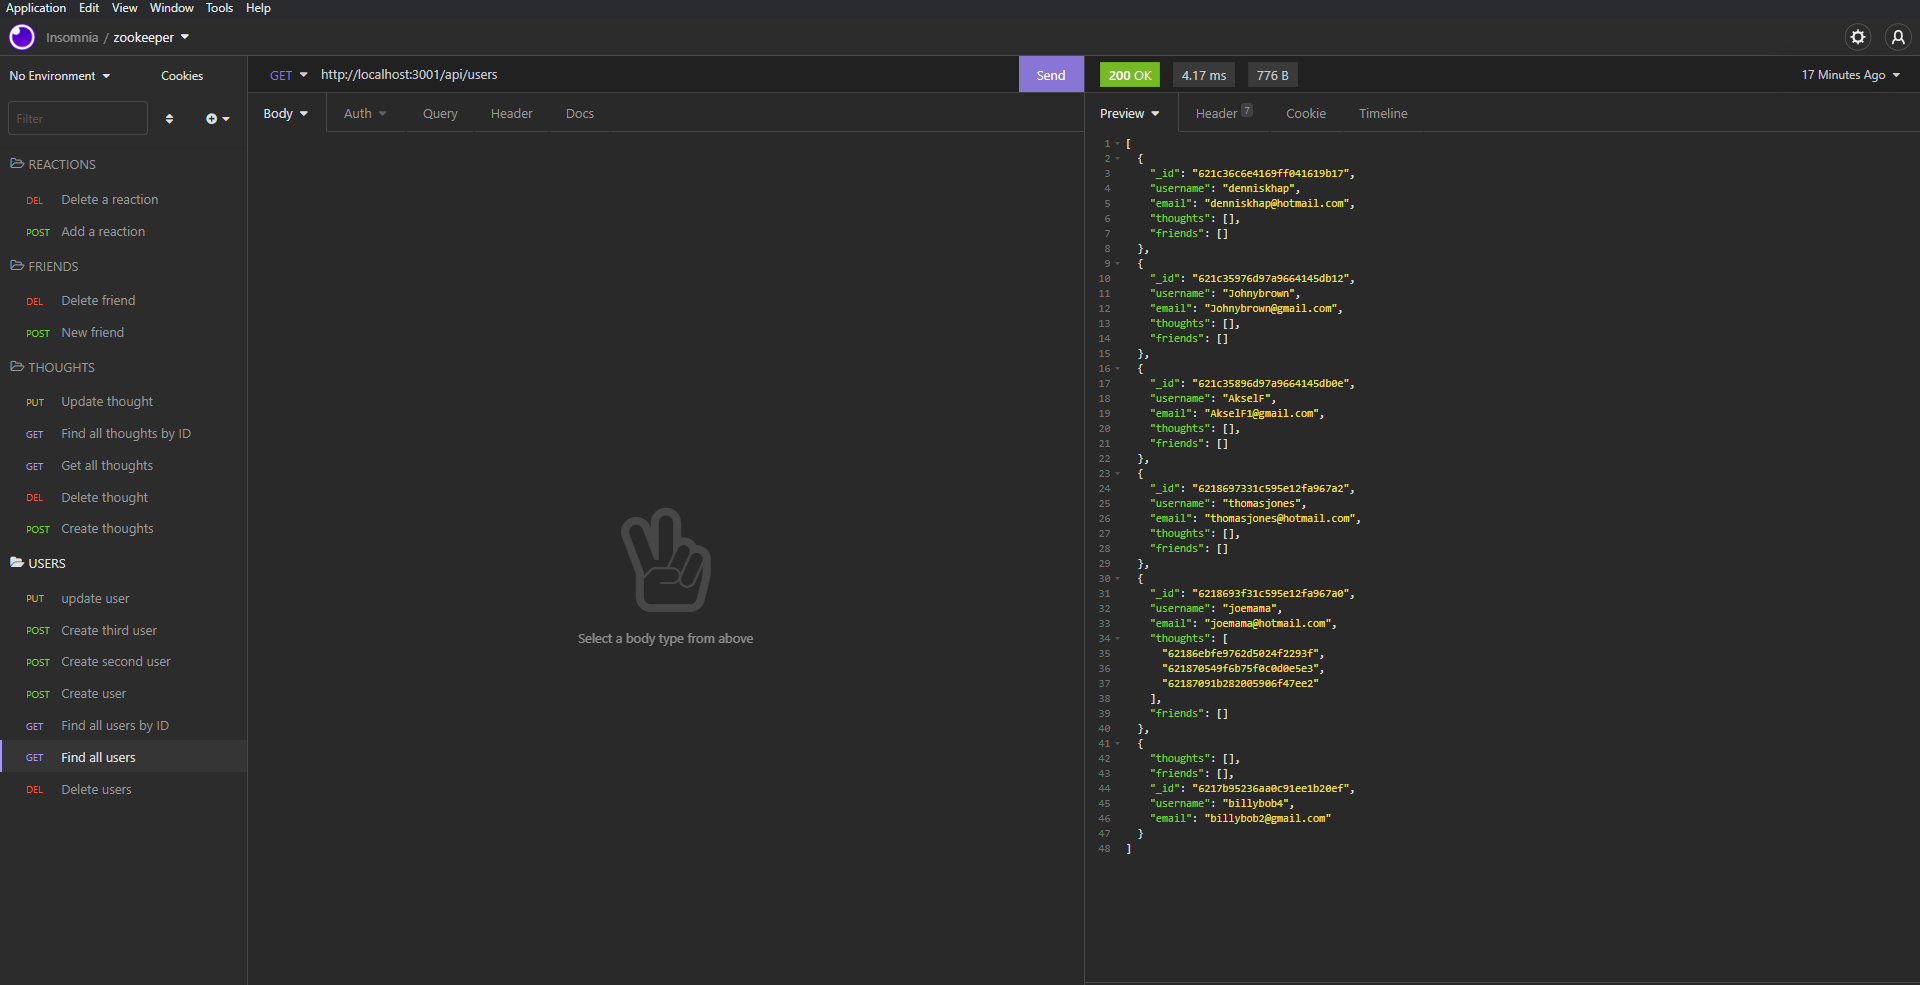 Application Edit View Window Tools Help
Insomnia / zookeeper
No Environment Cookies
Filter
REACTIONS
DEL Delete a reaction
POST Add a reaction
FRIENDS
DEL Delete friend
POST New friend
THOUGHTS
PUT Update thought
GET Find all thoughts by ID
GET Get all thoughts
DEL Delete thought
POST Create thoughts
USERS
PUT update user
POST Create third user
POST Create second user
POST Create user
GET Find all users by ID
GET Find all users
DEL Delete users
GET http://localhost:3001/api/users Send
Body Auth Query Header Docs
Select a body type from above
200 OK 4.17 ms 776 B 17 Minutes Ago
Preview Header 7 Cookie Timeline
1 [
2 {
3 "_id": "621c36c6e4169ff041619b17",
4 "username": "denniskhap",
5 "email": "denniskhap@hotmail.com",
6 "thoughts": [],
7 "friends": []
8 },
9 {
10 "_id": "621c35976d97a9664145db12",
11 "username": "Johnybrown",
12 "email": "Johnybrown@gmail.com",
13 "thoughts": [],
14 "friends": []
15 },
16 {
17 "_id": "621c35896d97a9664145db0e",
18 "username": "AkselF",
19 "email": "AkselF1@gmail.com",
20 "thoughts": [],
21 "friends": []
22 },
23 {
24 "_id": "6218697331c595e12fa967a2",
25 "username": "thomasjones",
26 "email": "thomasjones@hotmail.com",
27 "thoughts": [],
28 "friends": []
29 },
30 {
31 "_id": "6218693f31c595e12fa967a0",
32 "username": "joemama",
33 "email": "joemama@hotmail.com",
34 "thoughts": [
35 "62186ebfe9762d5024f2293f",
36 "621870549f6b75f0c0d0e5e3",
37 "62187091b282005906f47ee2"
38 ],
39 "friends": []
40 },
41 {
42 "thoughts": [],
43 "friends": [],
44 "_id": "6217b95236aa0c91ee1b20ef",
45 "username": "billybob4",
46 "email": "billybob2@gmail.com"
47 }
48 ]